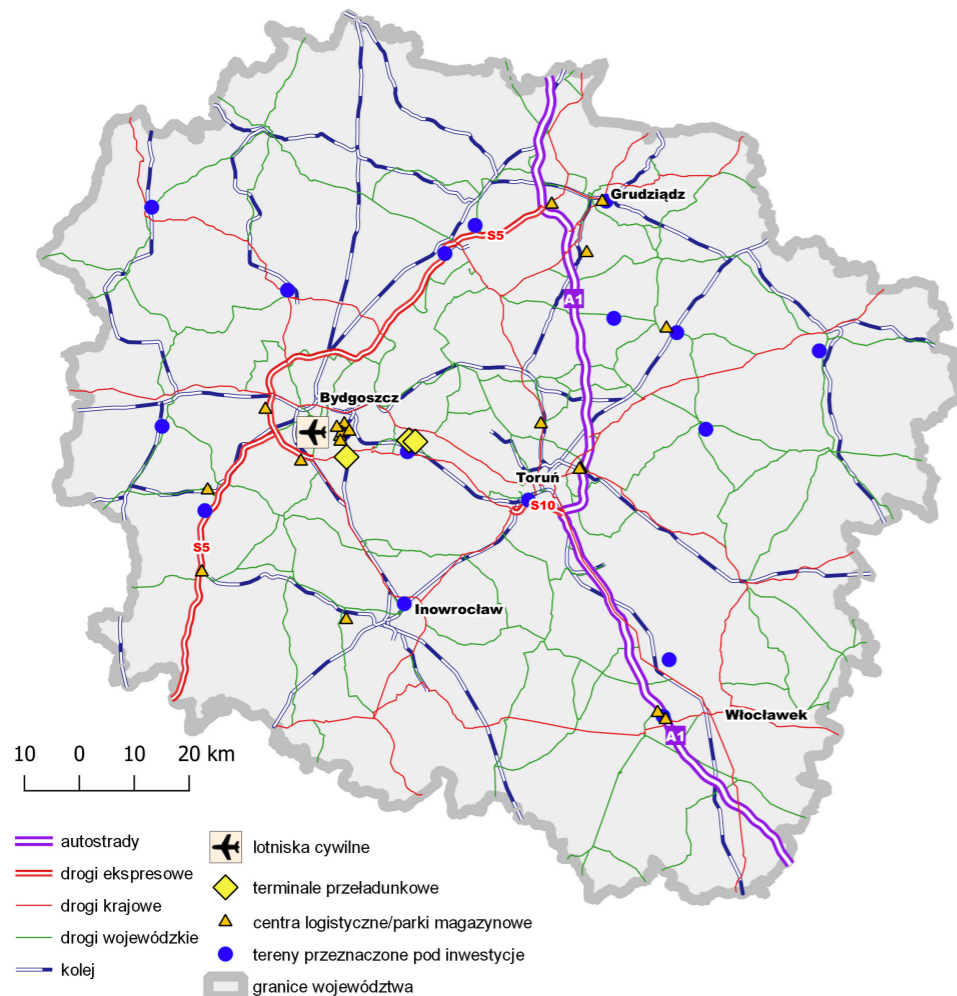 Grudziądz
S5
A1
Bydgoszcz
Toruń
S10
S5
Inowrocław
Włocławek
A1
10 0 10 20 km
autostrady
drogi ekspresowe
drogi krajowe
drogi wojewódzkie
kolej
lotniska cywilne
terminale przeładunkowe
centra logistyczne/parki magazynowe
tereny przeznaczone pod inwestycje
granice województwa